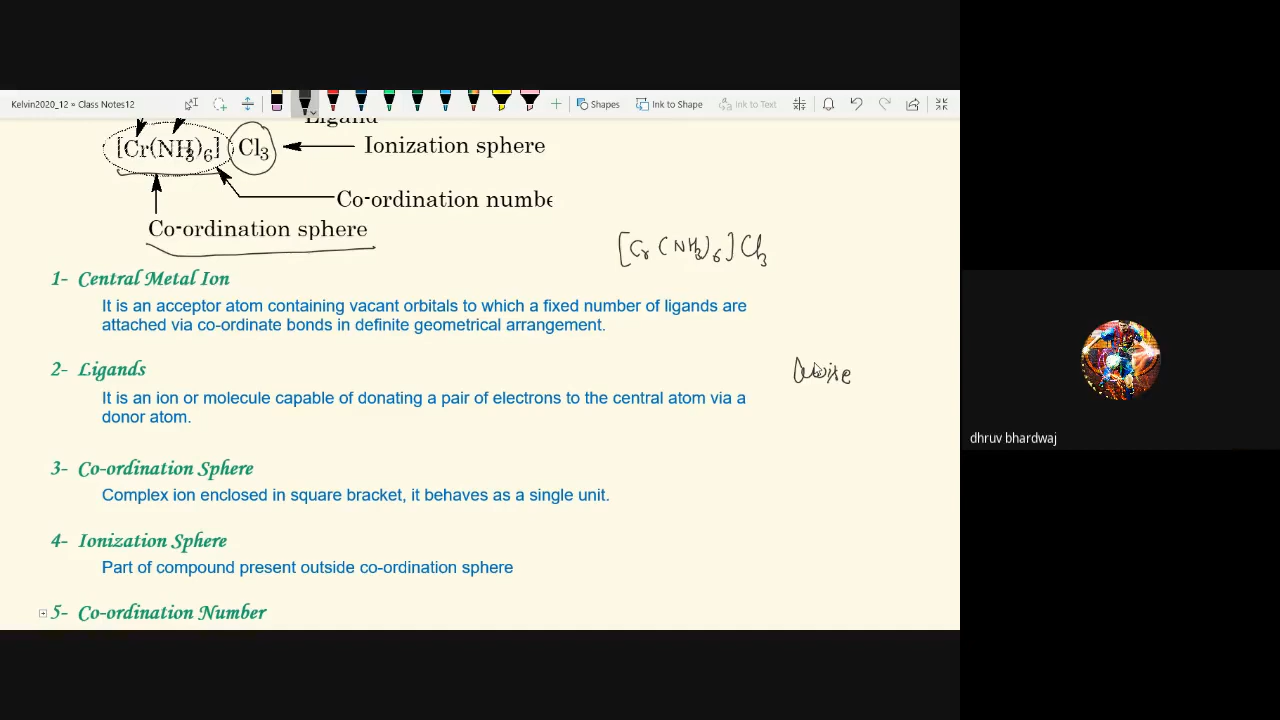 Kelvin2020_12 » Class Notes12
Shapes
Ink to Shape
Ink to Text
Ligand
[Cr(NH3)6] Cl3
Ionization sphere
Co-ordination numbe
Co-ordination sphere
[Cr(NH3)6]Cl3
1- Central Metal Ion
It is an acceptor atom containing vacant orbitals to which a fixed number of ligands are
attached via co-ordinate bonds in definite geometrical arrangement.
2- Ligands
It is an ion or molecule capable of donating a pair of electrons to the central atom via a
donor atom.
3- Co-ordination Sphere
Complex ion enclosed in square bracket, it behaves as a single unit.
4- Ionization Sphere
Part of compound present outside co-ordination sphere
5- Co-ordination Number
dhruv bhardwaj